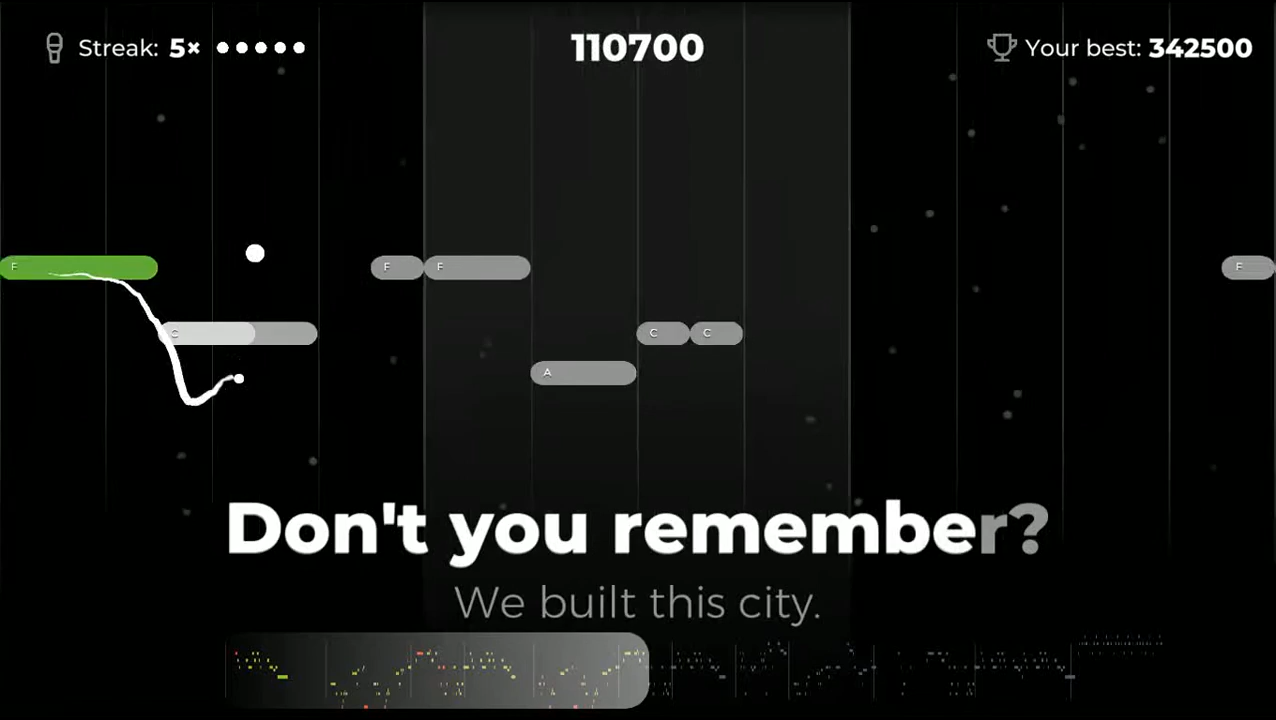 Streak: 5× 110700 Your best: 342500
F F F F
C C C
A
Don't you remember?
We built this city.